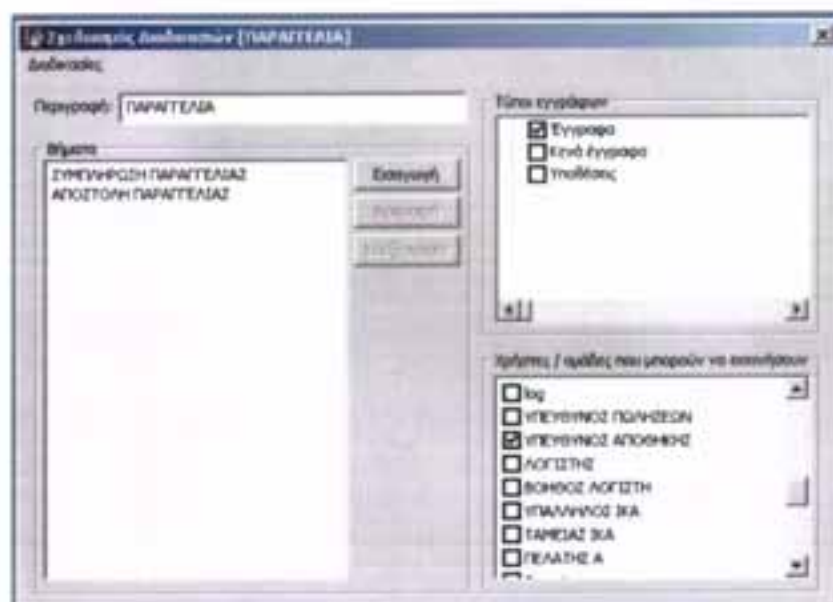 Σχεδιασμός Διαδικασιών [ΠΑΡΑΓΓΕΛΙΑ]
Διαδικασίες
Περιγραφή: ΠΑΡΑΓΓΕΛΙΑ
Βήματα
ΣΥΜΠΛΗΡΩΣΗ ΠΑΡΑΓΓΕΛΙΑΣ
ΑΠΟΣΤΟΛΗ ΠΑΡΑΓΓΕΛΙΑΣ
Εισαγωγή
Τύποι εγγράφων
Έγγραφα
Κενά έγγραφα
Υποθέσεις
Χρήστες / ομάδες που μπορούν να εκκινήσουν
log
ΥΠΕΥΘΥΝΟΣ ΠΩΛΗΣΕΩΝ
ΥΠΕΥΘΥΝΟΣ ΑΠΟΘΗΚΗΣ
ΛΟΓΙΣΤΗΣ
ΒΟΗΘΟΣ ΛΟΓΙΣΤΗ
ΥΠΑΛΛΗΛΟΣ ΙΚΑ
ΤΑΜΕΙΑΣ ΙΚΑ
ΠΕΛΑΤΗΣ Α